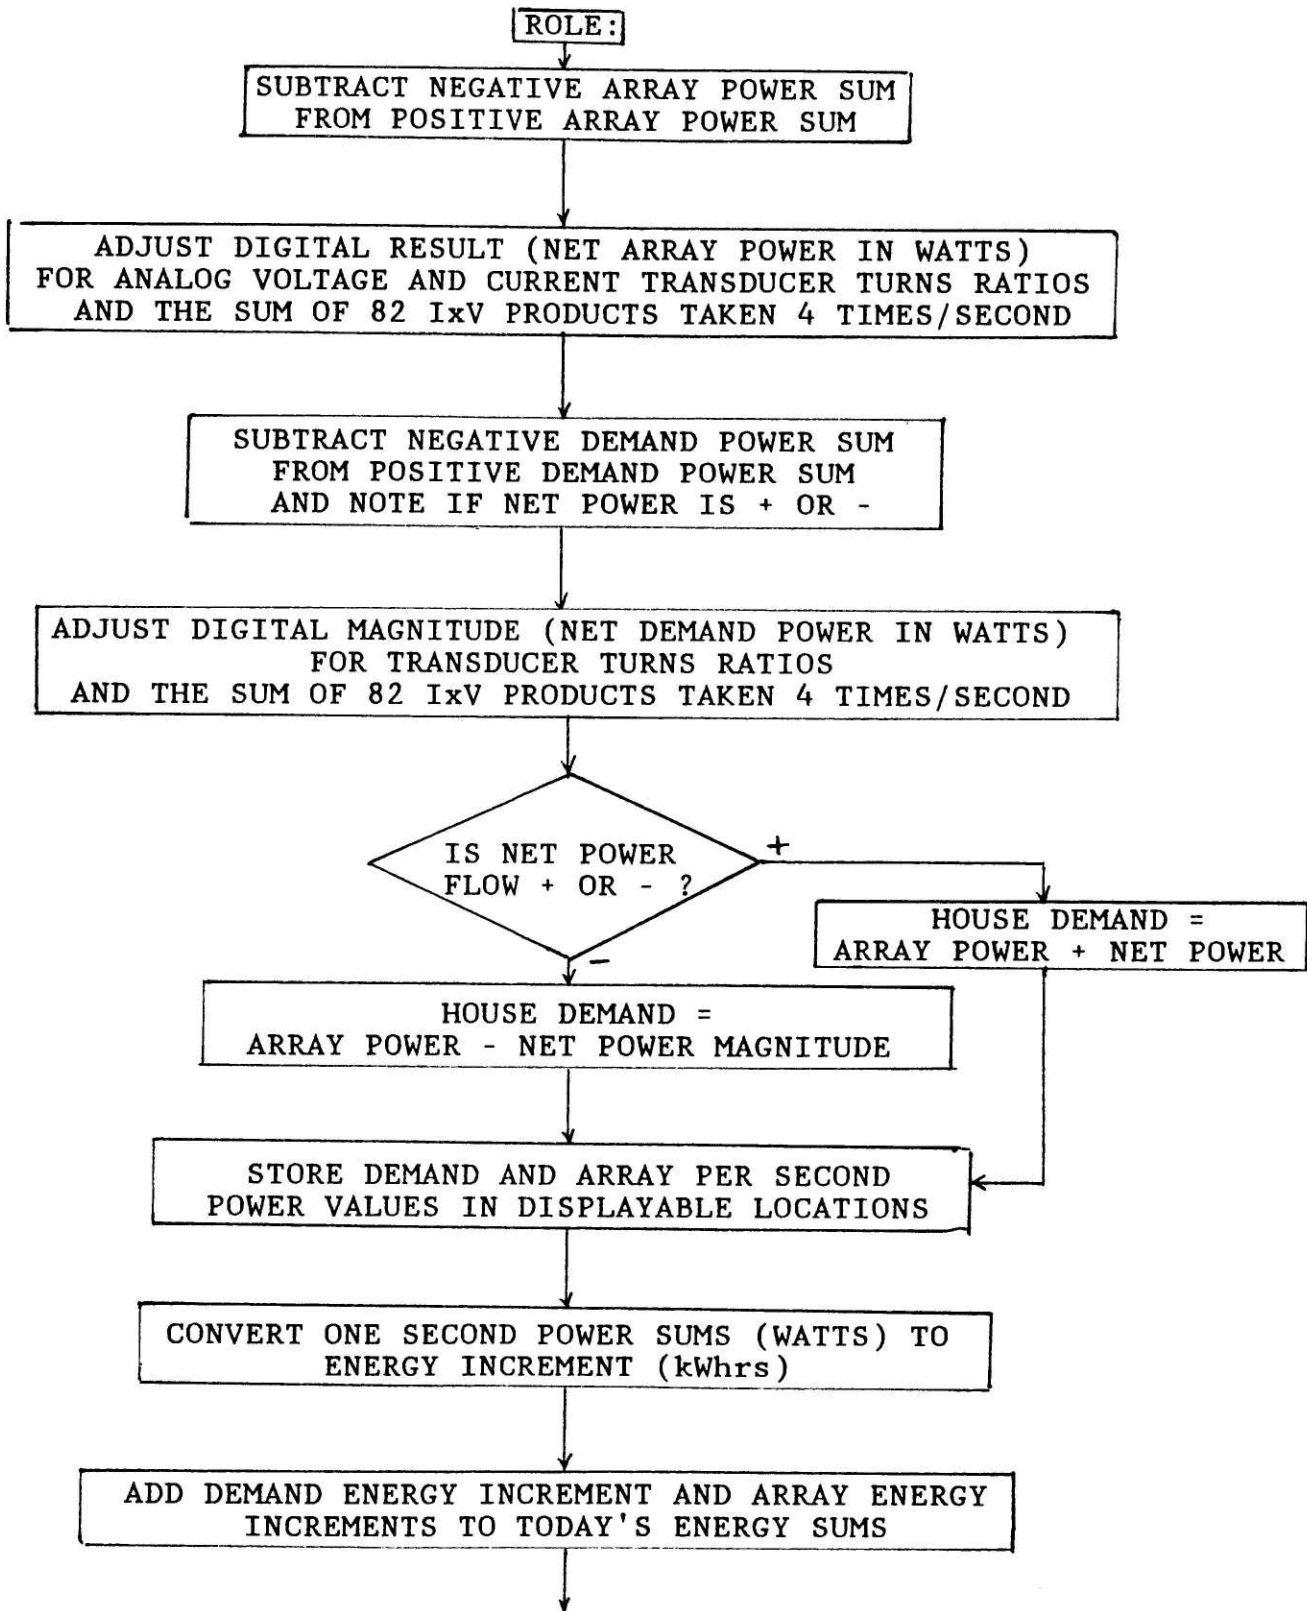 ROLE:
SUBTRACT NEGATIVE ARRAY POWER SUM
FROM POSITIVE ARRAY POWER SUM
ADJUST DIGITAL RESULT (NET ARRAY POWER IN WATTS)
FOR ANALOG VOLTAGE AND CURRENT TRANSDUCER TURNS RATIOS
AND THE SUM OF 82 IxV PRODUCTS TAKEN 4 TIMES/SECOND
SUBTRACT NEGATIVE DEMAND POWER SUM
FROM POSITIVE DEMAND POWER SUM
AND NOTE IF NET POWER IS + OR -
ADJUST DIGITAL MAGNITUDE (NET DEMAND POWER IN WATTS)
FOR TRANSDUCER TURNS RATIOS
AND THE SUM OF 82 IxV PRODUCTS TAKEN 4 TIMES/SECOND
IS NET POWER
FLOW + OR - ?
+
HOUSE DEMAND =
ARRAY POWER + NET POWER
-
HOUSE DEMAND =
ARRAY POWER - NET POWER MAGNITUDE
STORE DEMAND AND ARRAY PER SECOND
POWER VALUES IN DISPLAYABLE LOCATIONS
CONVERT ONE SECOND POWER SUMS (WATTS) TO
ENERGY INCREMENT (kWhrs)
ADD DEMAND ENERGY INCREMENT AND ARRAY ENERGY
INCREMENTS TO TODAY'S ENERGY SUMS